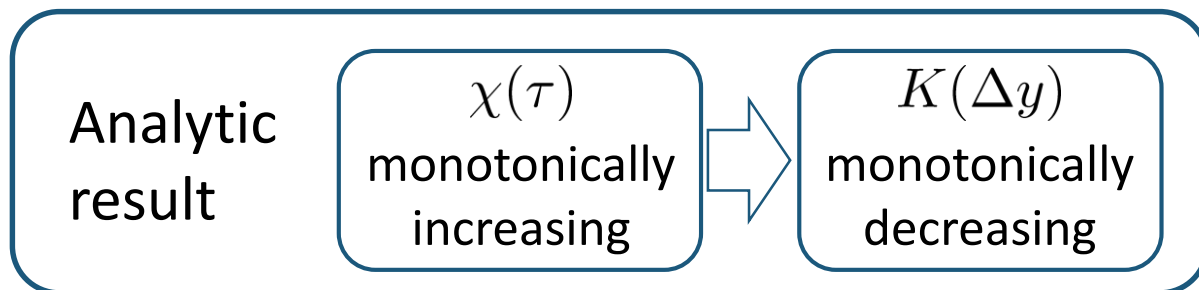 Analytic
result
χ(τ)
monotonically
increasing
K(Δy)
monotonically
decreasing